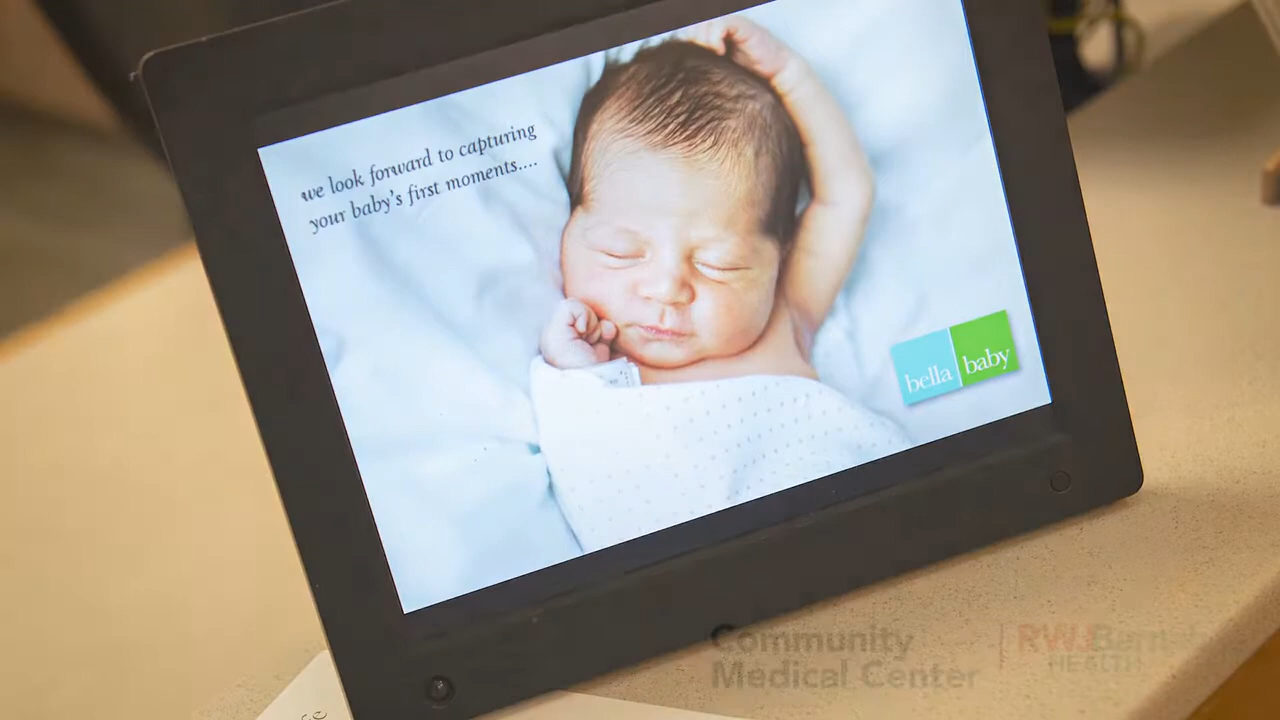 we look forward to capturing
your baby's first moments....
bella baby
Community
Medical Center
RWJBarnabas
HEALTH